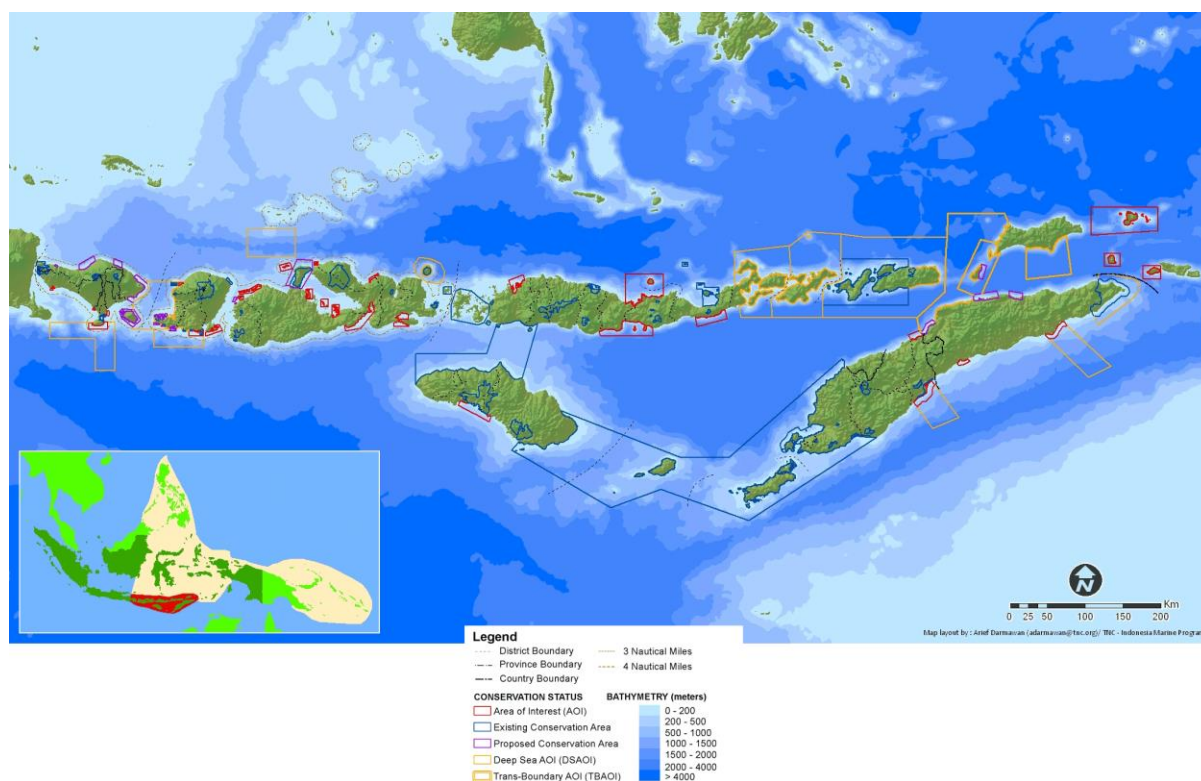 N
0 25 50 100 150 200 Km
Map layout by : Arief Darmawan (adarmawan@tnc.org)/ TNC - Indonesia Marine Program
Legend
District Boundary
Province Boundary
Country Boundary
3 Nautical Miles
4 Nautical Miles
CONSERVATION STATUS
Area of Interest (AOI)
Existing Conservation Area
Proposed Conservation Area
Deep Sea AOI (DSAOI)
Trans-Boundary AOI (TBAOI)
BATHYMETRY (meters)
0 - 200
200 - 500
500 - 1000
1000 - 1500
1500 - 2000
2000 - 4000
> 4000